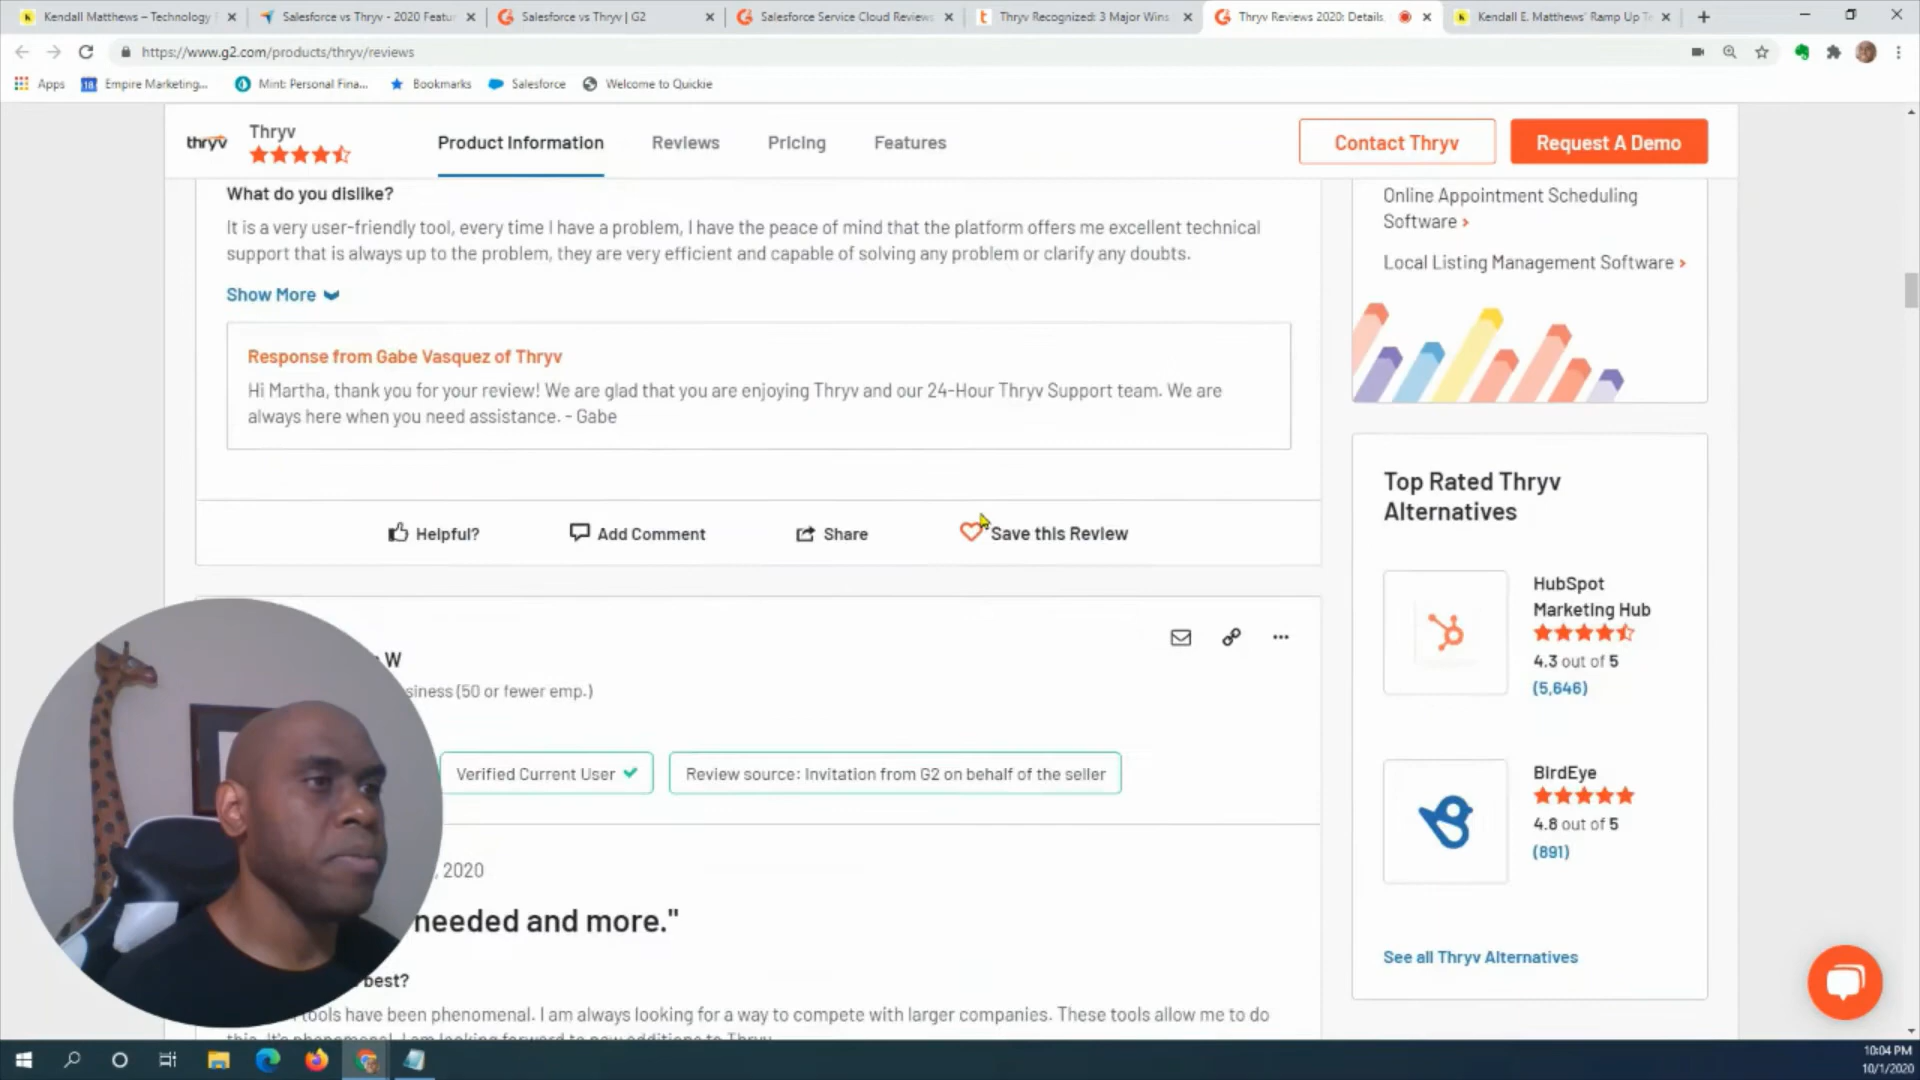 Kendall Matthews – Technology
Salesforce vs Thryv - 2020 Featu
Salesforce vs Thryv | G2
Salesforce Service Cloud Reviews
Thryv Recognized: 3 Major Wins
Thryv Reviews 2020: Details,
Kendall E. Matthews' Ramp Up T
https://www.g2.com/products/thryv/reviews
Apps
18
Empire Marketing...
Mint: Personal Fina...
Bookmarks
Salesforce
Welcome to Quickie
thryv
Thryv
Product Information
Reviews
Pricing
Features
Contact Thryv
Request A Demo
What do you dislike?
It is a very user-friendly tool, every time I have a problem, I have the peace of mind that the platform offers me excellent technical
support that is always up to the problem, they are very efficient and capable of solving any problem or clarify any doubts.
Show More
Response from Gabe Vasquez of Thryv
Hi Martha, thank you for your review! We are glad that you are enjoying Thryv and our 24-Hour Thryv Support team. We are
always here when you need assistance. - Gabe
Helpful?
Add Comment
Share
Save this Review
W
siness (50 or fewer emp.)
Verified Current User
Review source: Invitation from G2 on behalf of the seller
, 2020
needed and more."
best?
tools have been phenomenal. I am always looking for a way to compete with larger companies. These tools allow me to do
this. It's phenomenal. I am looking forward to new additions to Thryv.
Online Appointment Scheduling
Software >
Local Listing Management Software >
Top Rated Thryv
Alternatives
HubSpot
Marketing Hub
4.3 out of 5
(5,646)
BirdEye
4.8 out of 5
(891)
See all Thryv Alternatives
10:04 PM
10/1/2020